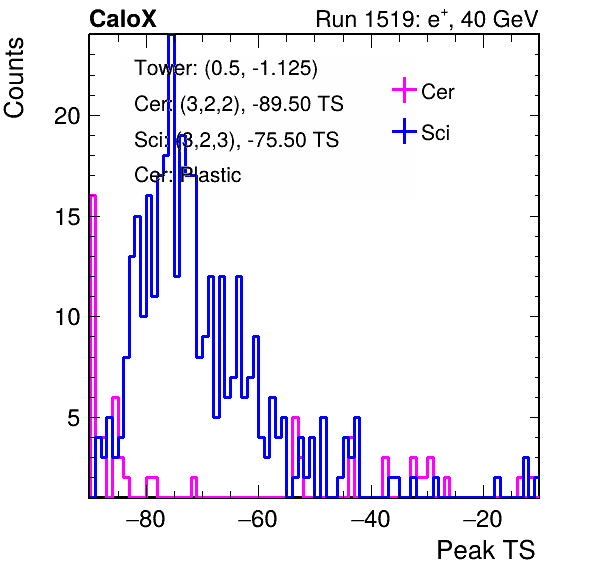 CaloX Run 1519: e+, 40 GeV
Counts
Tower: (0.5, -1.125)
Cer: (3,2,2), -89.50 TS
Sci: (3,2,3), -75.50 TS
Cer: Plastic
Cer
Sci
20
15
10
5
−80 −60 −40 −20
Peak TS